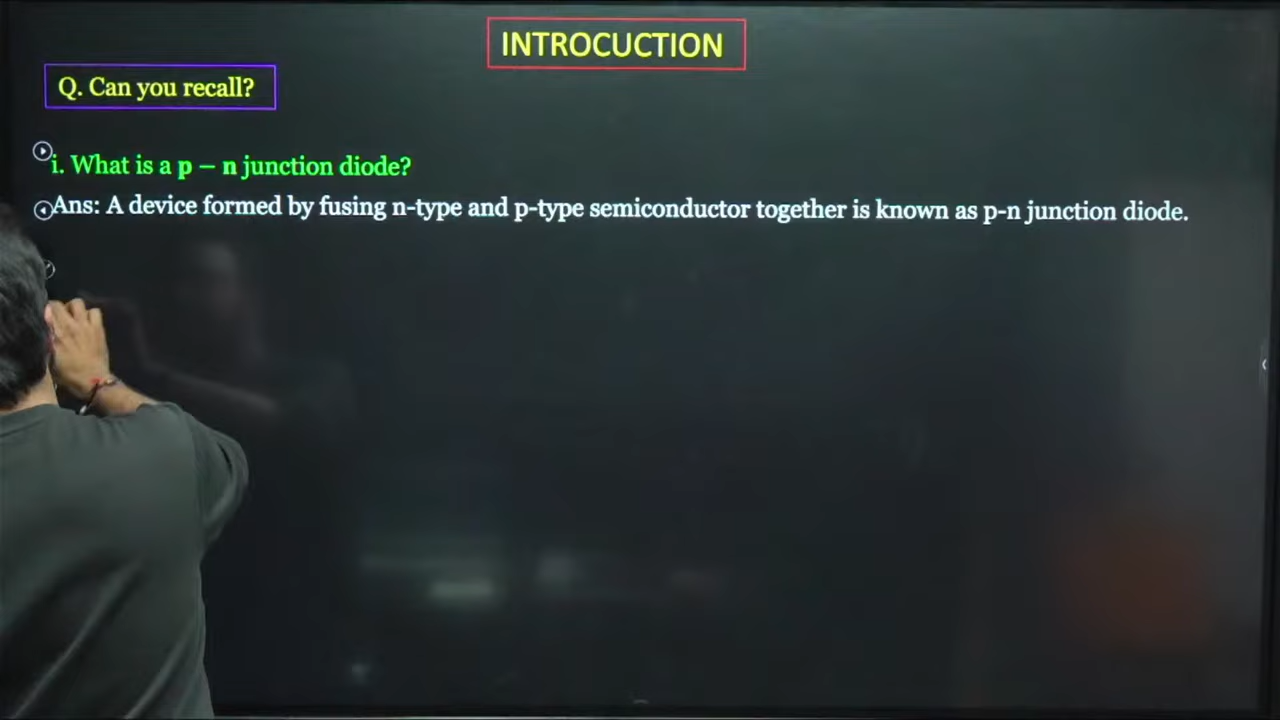 INTROCUCTION
Q. Can you recall?
i. What is a p – n junction diode?
Ans: A device formed by fusing n-type and p-type semiconductor together is known as p-n junction diode.